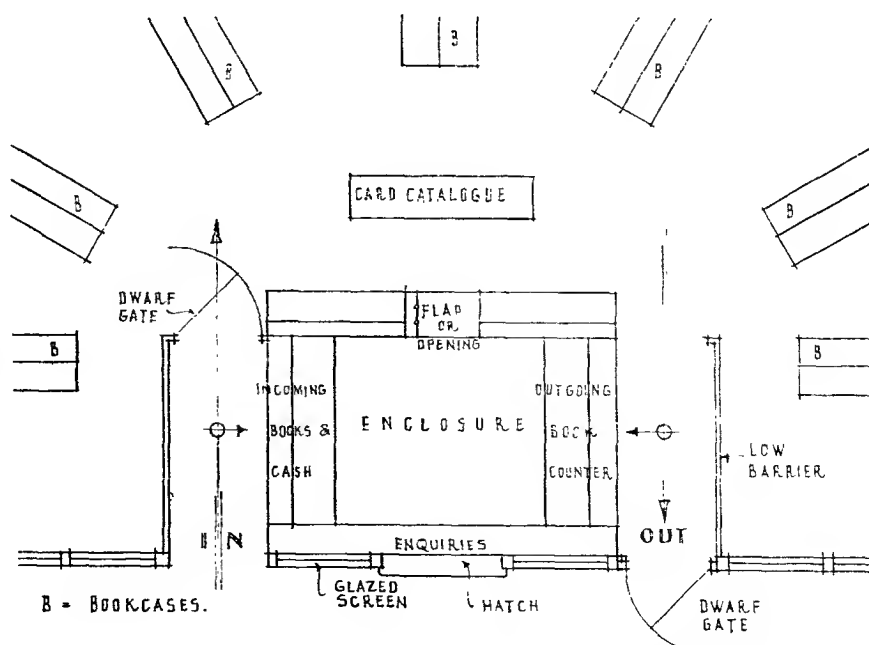 B
B
B
B
B
CARD CATALOGUE
DWARF
GATE
FLAP
OR
OPENING
B
B
INCOMING
BOOKS &
CASH
ENCLOSURE
OUTGOING
BOOK
COUNTER
LOW
BARRIER
IN
OUT
ENQUIRIES
GLAZED
SCREEN
HATCH
DWARF
GATE
B = BOOKCASES.